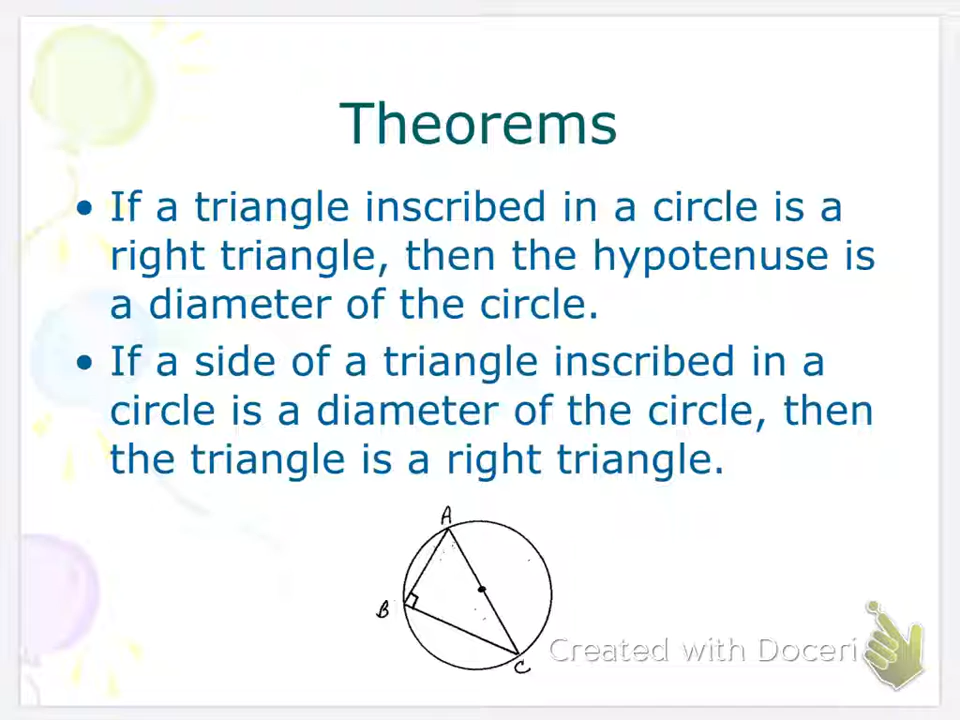 Theorems
• If a triangle inscribed in a circle is a
right triangle, then the hypotenuse is
a diameter of the circle.
• If a side of a triangle inscribed in a
circle is a diameter of the circle, then
the triangle is a right triangle.
A
B
C
Created with Doceri